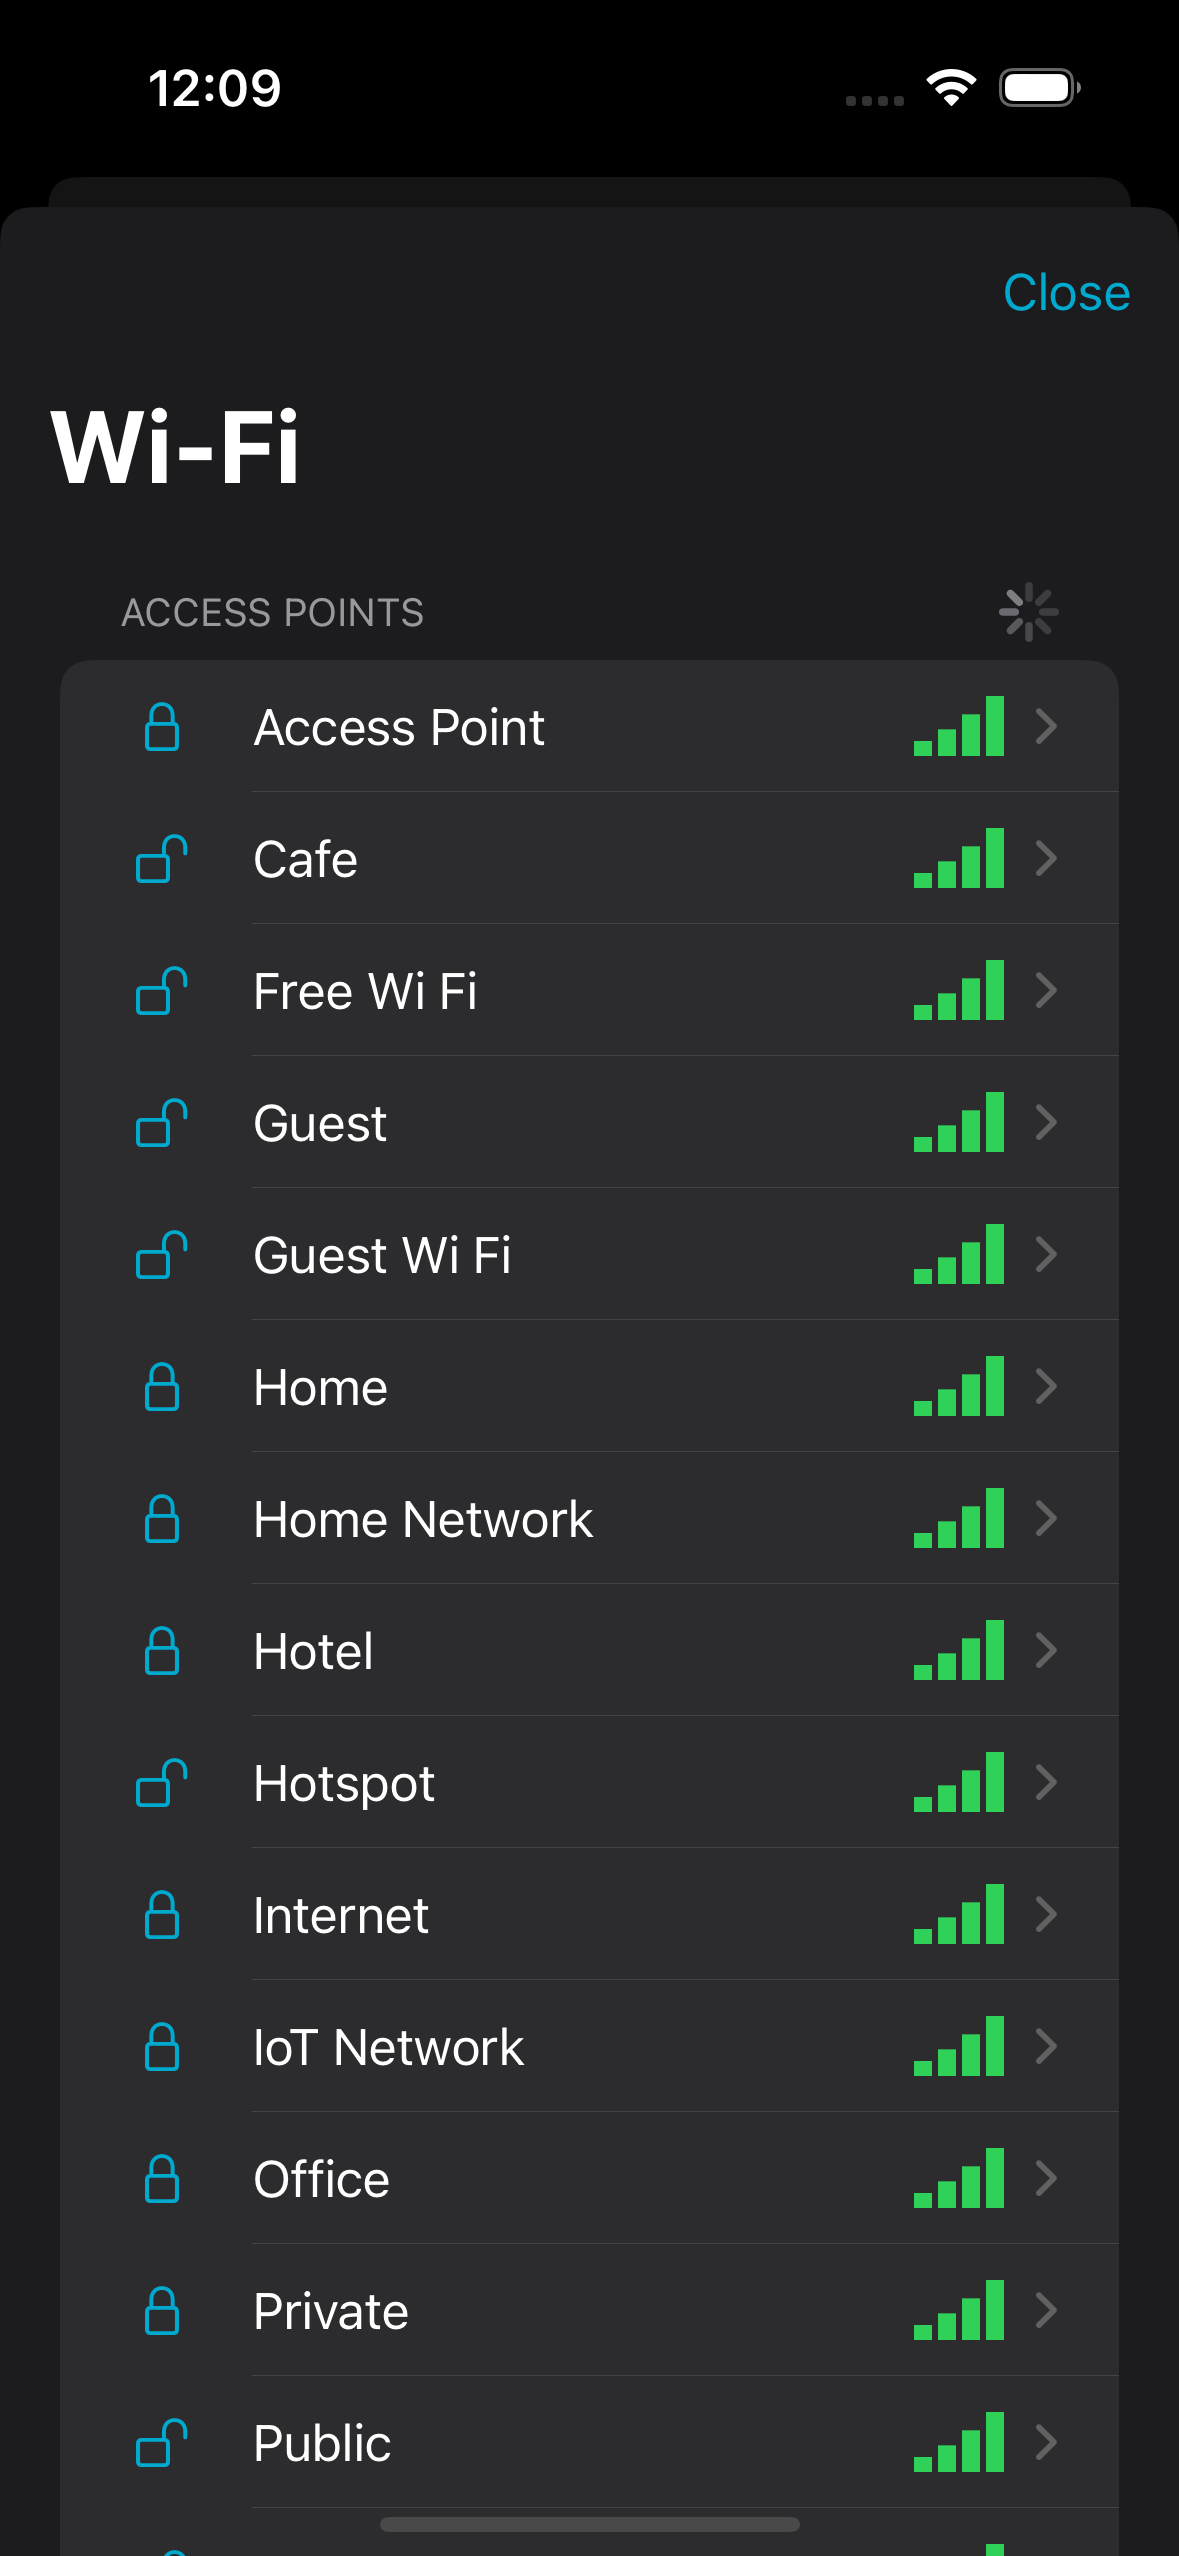 12:09
Close
Wi-Fi
ACCESS POINTS
Access Point
Cafe
Free Wi Fi
Guest
Guest Wi Fi
Home
Home Network
Hotel
Hotspot
Internet
IoT Network
Office
Private
Public